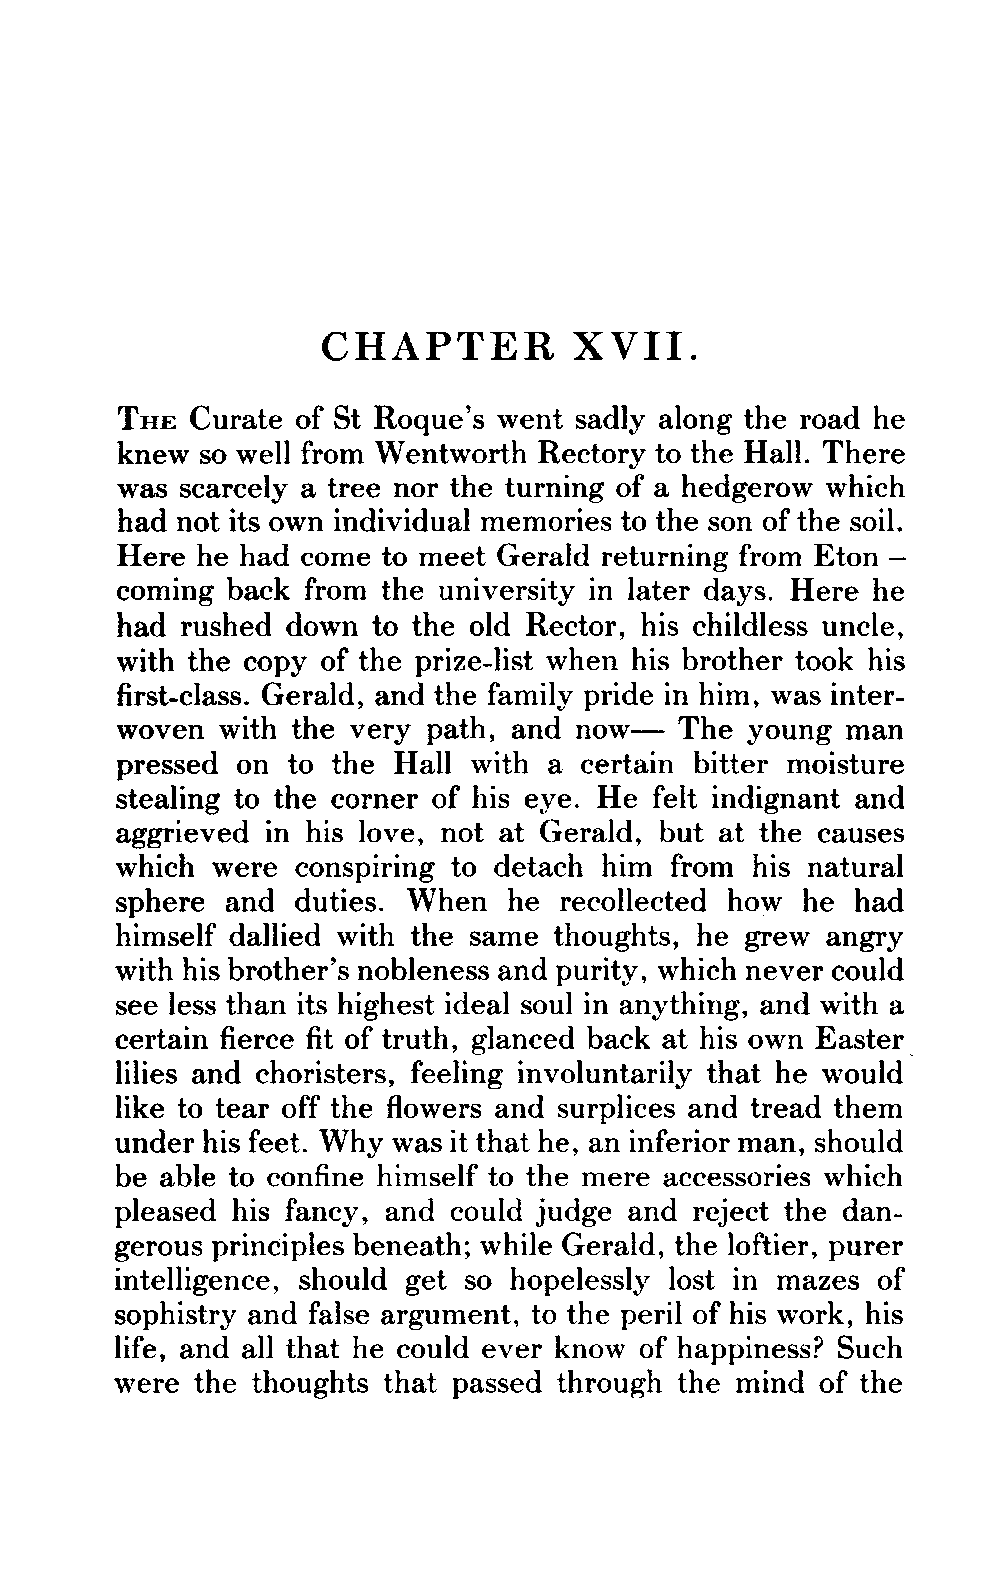 CHAPTER XVII.
THE Curate of St Roque's went sadly along the road he
knew so well from Wentworth Rectory to the Hall. There
was scarcely a tree nor the turning of a hedgerow which
had not its own individual memories to the son of the soil.
Here he had come to meet Gerald returning from Eton –
coming back from the university in later days. Here he
had rushed down to the old Rector, his childless uncle,
with the copy of the prize-list when his brother took his
first-class. Gerald, and the family pride in him, was inter-
woven with the very path, and now— The young man
pressed on to the Hall with a certain bitter moisture
stealing to the corner of his eye. He felt indignant and
aggrieved in his love, not at Gerald, but at the causes
which were conspiring to detach him from his natural
sphere and duties. When he recollected how he had
himself dallied with the same thoughts, he grew angry
with his brother's nobleness and purity, which never could
see less than its highest ideal soul in anything, and with a
certain fierce fit of truth, glanced back at his own Easter
lilies and choristers, feeling involuntarily that he would
like to tear off the flowers and surplices and tread them
under his feet. Why was it that he, an inferior man, should
be able to confine himself to the mere accessories which
pleased his fancy, and could judge and reject the dan-
gerous principles beneath; while Gerald, the loftier, purer
intelligence, should get so hopelessly lost in mazes of
sophistry and false argument, to the peril of his work, his
life, and all that he could ever know of happiness? Such
were the thoughts that passed through the mind of the